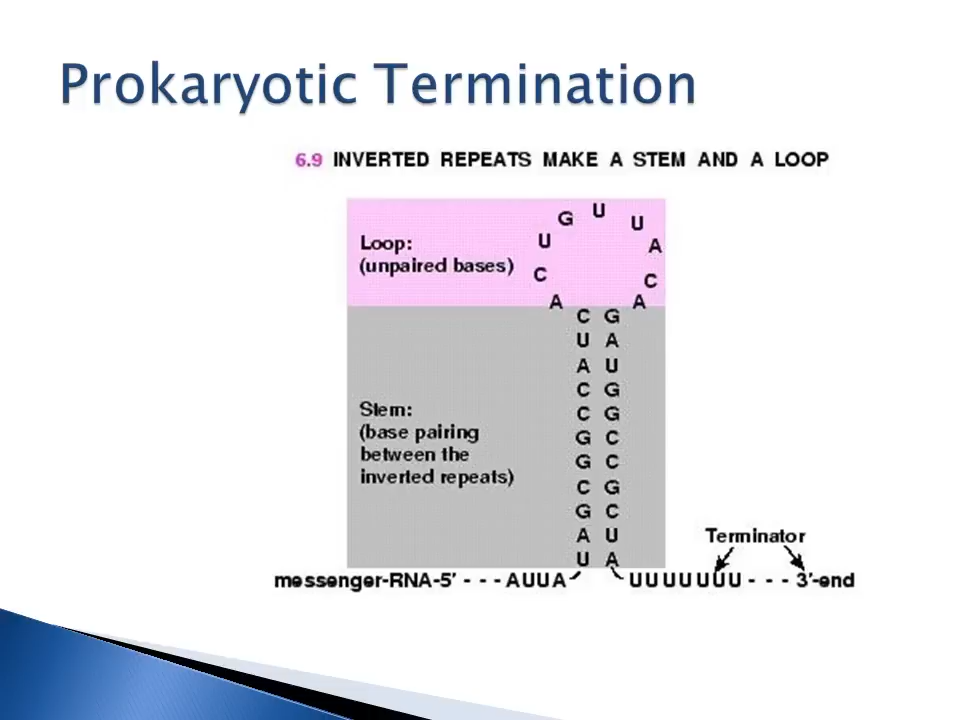 Prokaryotic Termination
6.9 INVERTED REPEATS MAKE A STEM AND A LOOP
Loop:
(unpaired bases)
G U U
U A
C C
A A
C G
U A
A U
C G
C G
G C
G C
C G
G C
A U
U A
Stem:
(base pairing
between the
inverted repeats)
Terminator
messenger-RNA-5' - - - AUUA UUUUUUU - - - 3'-end